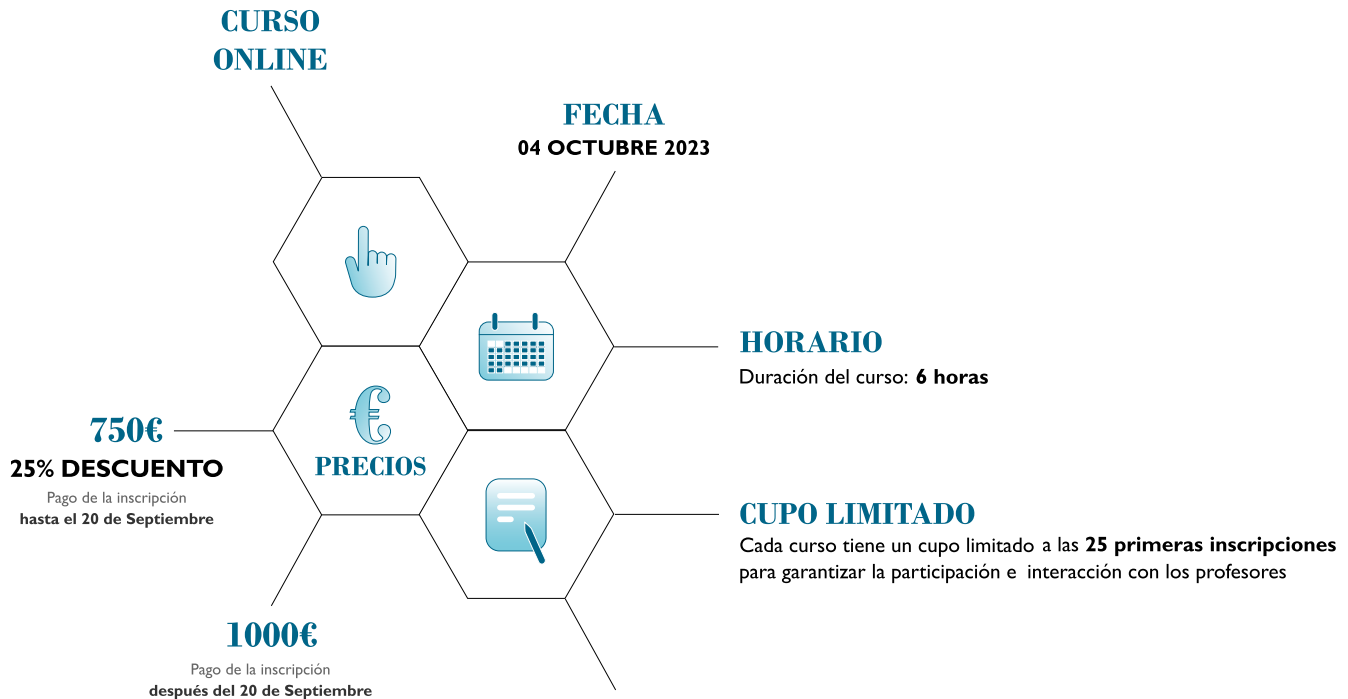 CURSO
ONLINE
FECHA
04 OCTUBRE 2023
HORARIO
Duración del curso: 6 horas
€
PRECIOS
750€
25% DESCUENTO
Pago de la inscripción
hasta el 20 de Septiembre
CUPO LIMITADO
Cada curso tiene un cupo limitado a las 25 primeras inscripciones
para garantizar la participación e interacción con los profesores
1000€
Pago de la inscripción
después del 20 de Septiembre